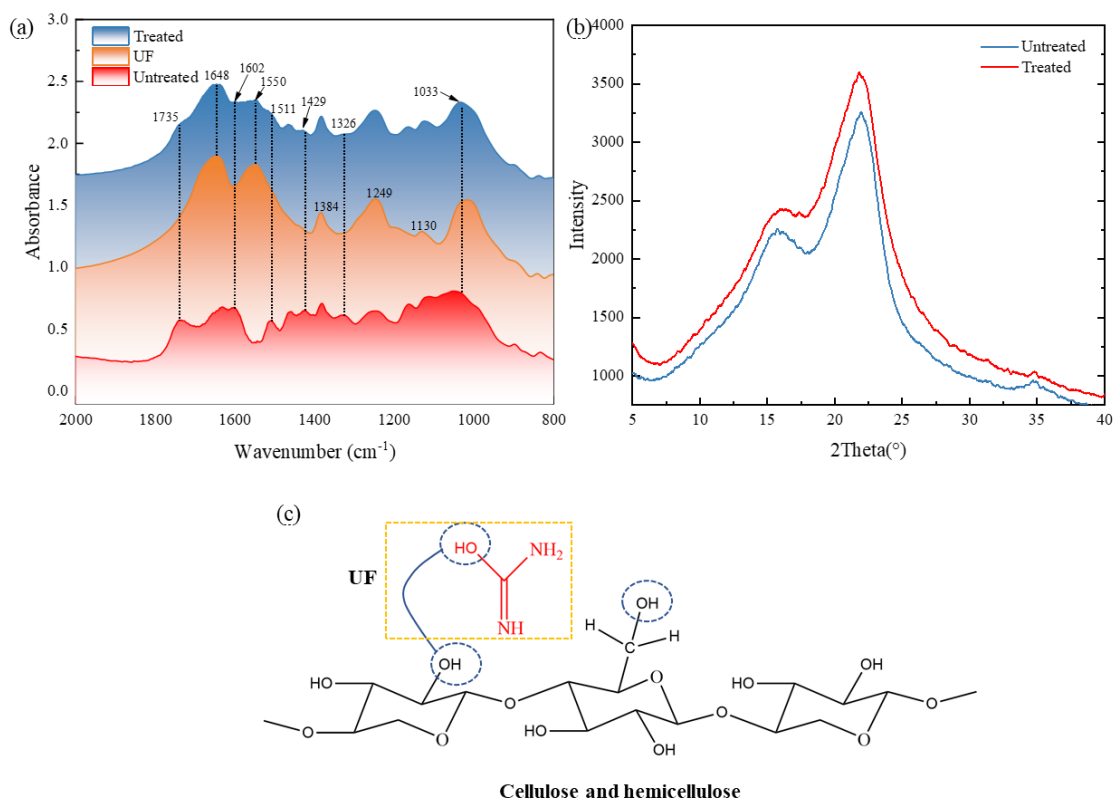 (a)
Treated
UF
Untreated
1735
1648
1602
1550
1511
1429
1326
1033
1384
1249
1130
3.0
2.5
2.0
1.5
1.0
0.5
0.0
Absorbance
2000 1800 1600 1400 1200 1000 800
Wavenumber (cm⁻¹)
(b)
Untreated
Treated
4000
3500
3000
2500
2000
1500
1000
Intensity
5 10 15 20 25 30 35 40
2Theta(°)
(c)
UF
HO
NH₂
NH
OH
OH
H C H
HO
O
O
O
O
HO
OH
O
HO
OH
O
O
Cellulose and hemicellulose